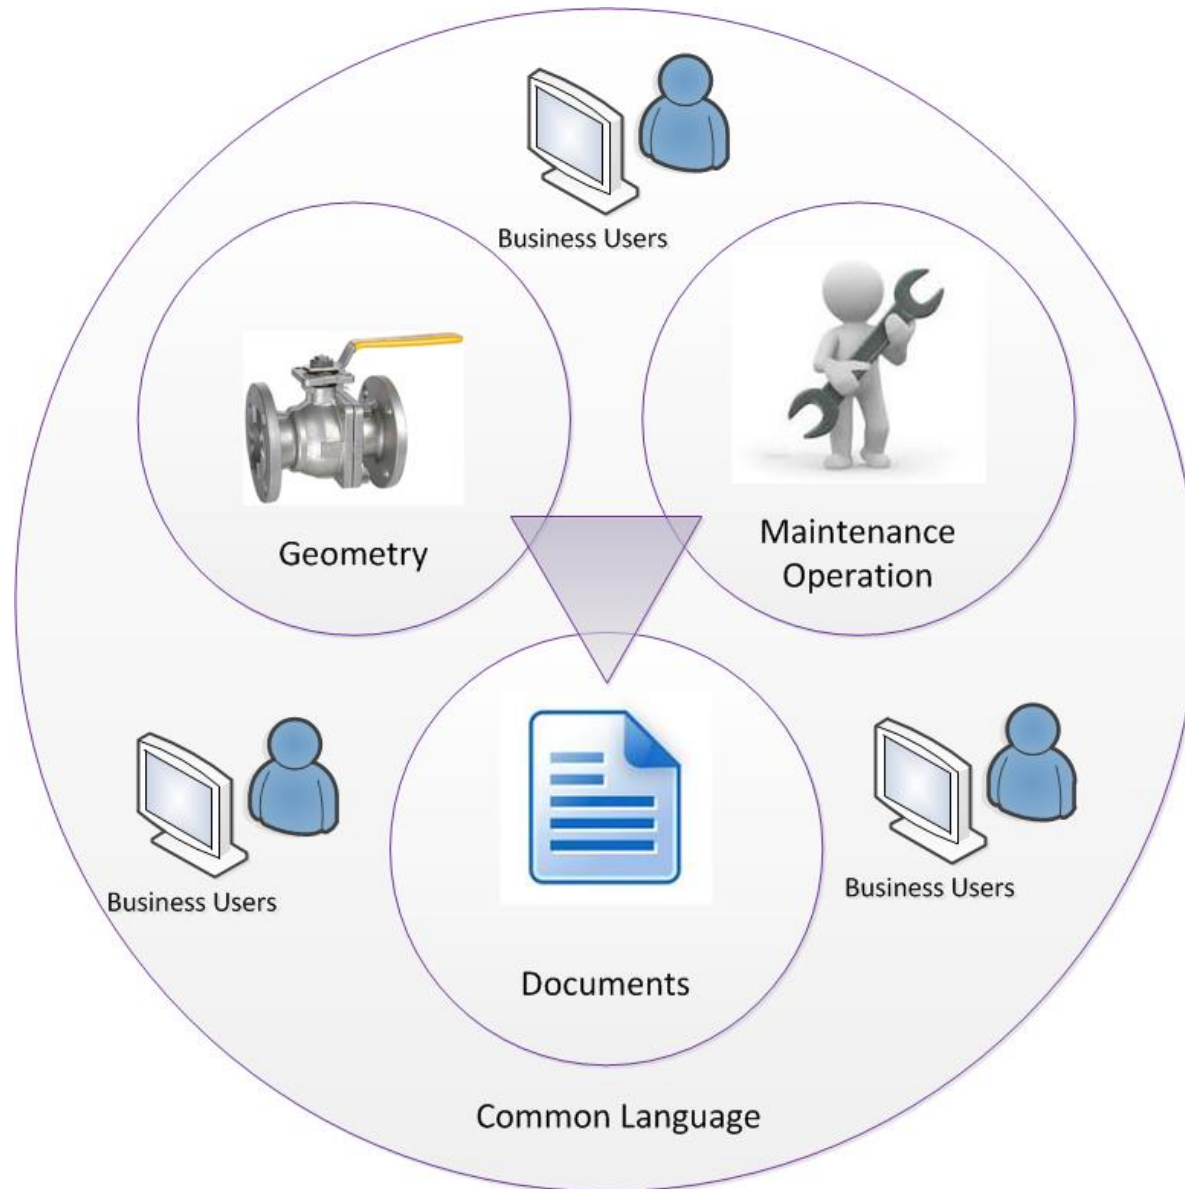 Business Users
Geometry
Maintenance
Operation
Business Users
Business Users
Documents
Common Language